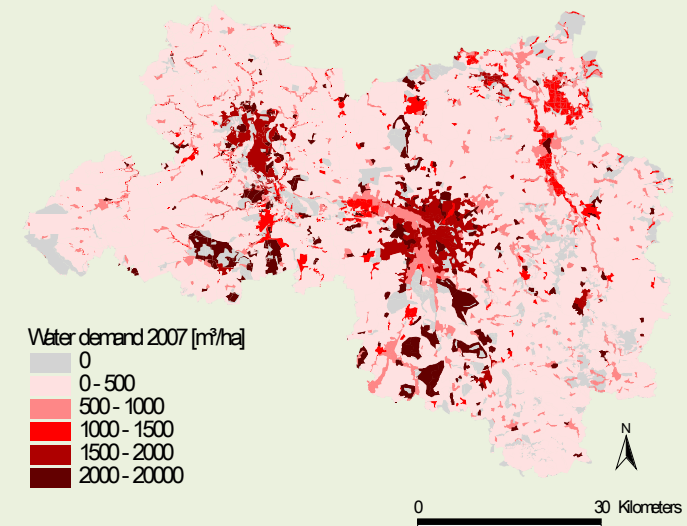 Water demand 2007 [m³/ha]
0
0 - 500
500 - 1000
1000 - 1500
1500 - 2000
2000 - 20000
N
0 30 Kilometers